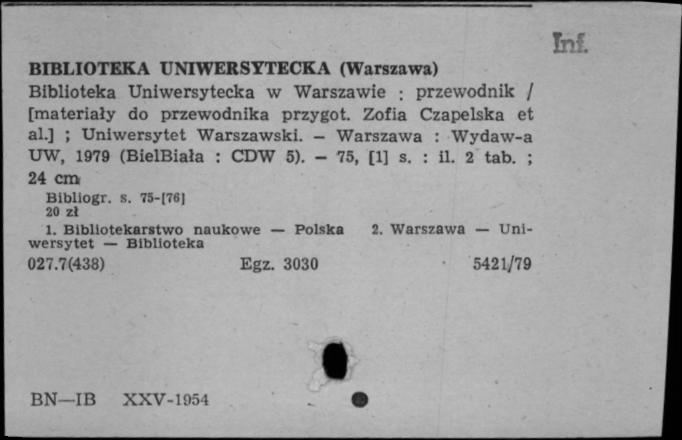 Inf.
BIBLIOTEKA UNIWERSYTECKA (Warszawa)
Biblioteka Uniwersytecka w Warszawie : przewodnik /
[materiały do przewodnika przygot. Zofia Czapelska et
al.] ; Uniwersytet Warszawski. — Warszawa : Wydaw-a
UW, 1979 (BielBiała : CDW 5). — 75, [1] s. : il. 2 tab. ;
24 cm
Bibliogr. s. 75-[76]
20 zł
1. Bibliotekarstwo naukowe — Polska 2. Warszawa — Uni-
wersytet — Biblioteka
027.7(438) Egz. 3030 5421/79
BN—IB XXV-1954